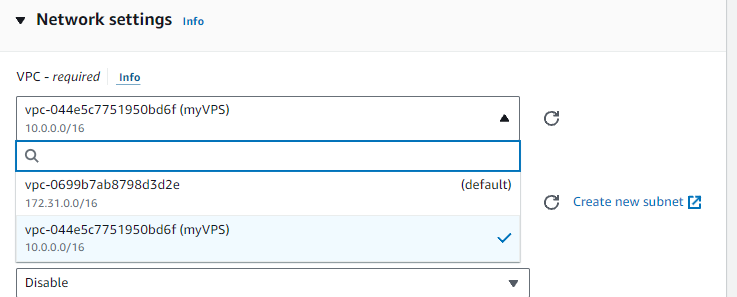 Network settings Info
VPC - required Info
vpc-044e5c7751950bd6f (myVPS)
10.0.0.0/16
vpc-0699b7ab8798d3d2e (default)
172.31.0.0/16
Create new subnet
vpc-044e5c7751950bd6f (myVPS)
10.0.0.0/16
Disable